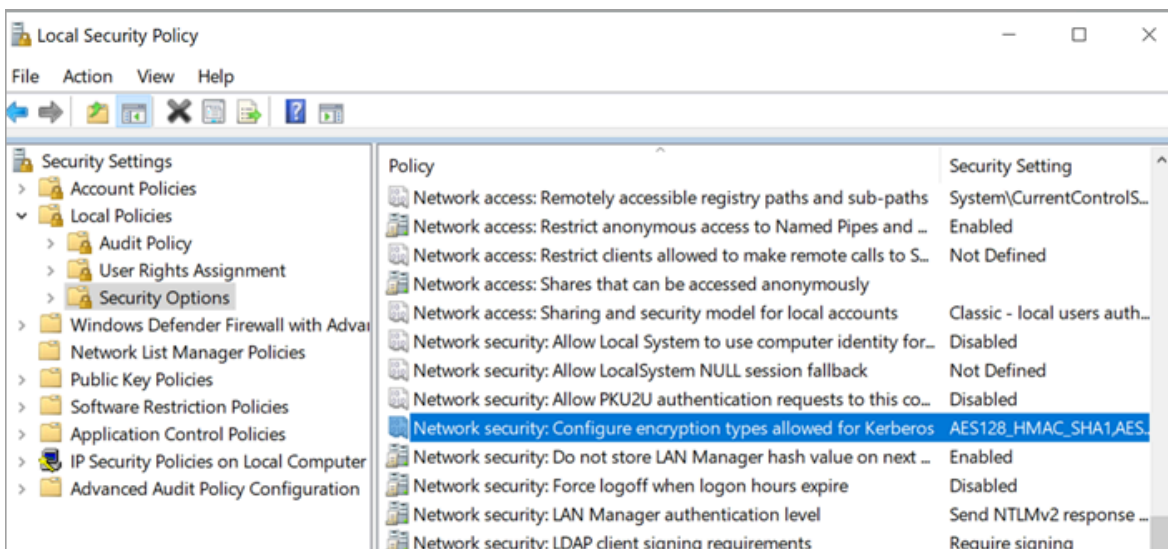 Local Security Policy
File Action View Help
Security Settings
Account Policies
Local Policies
Audit Policy
User Rights Assignment
Security Options
Windows Defender Firewall with Advar
Network List Manager Policies
Public Key Policies
Software Restriction Policies
Application Control Policies
IP Security Policies on Local Computer
Advanced Audit Policy Configuration
Policy Security Setting
Network access: Remotely accessible registry paths and sub-paths System\CurrentControlS...
Network access: Restrict anonymous access to Named Pipes and ... Enabled
Network access: Restrict clients allowed to make remote calls to S... Not Defined
Network access: Shares that can be accessed anonymously
Network access: Sharing and security model for local accounts Classic - local users auth...
Network security: Allow Local System to use computer identity for... Disabled
Network security: Allow LocalSystem NULL session fallback Not Defined
Network security: Allow PKU2U authentication requests to this co... Disabled
Network security: Configure encryption types allowed for Kerberos AES128_HMAC_SHA1,AES...
Network security: Do not store LAN Manager hash value on next ... Enabled
Network security: Force logoff when logon hours expire Disabled
Network security: LAN Manager authentication level Send NTLMv2 response ...
Network security: LDAP client signing requirements Require signing